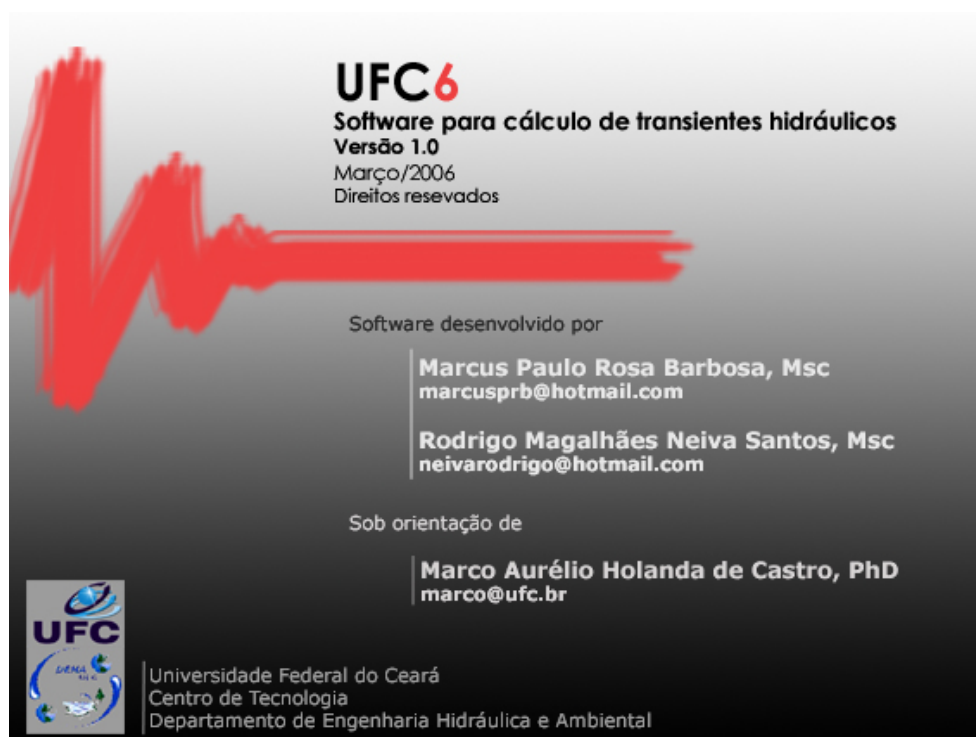 UFC6
Software para cálculo de transientes hidráulicos
Versão 1.0
Março/2006
Direitos resevados
Software desenvolvido por
Marcus Paulo Rosa Barbosa, Msc
marcusprb@hotmail.com
Rodrigo Magalhães Neiva Santos, Msc
neivarodrigo@hotmail.com
Sob orientação de
Marco Aurélio Holanda de Castro, PhD
marco@ufc.br
UFC
Universidade Federal do Ceará
Centro de Tecnologia
Departamento de Engenharia Hidráulica e Ambiental